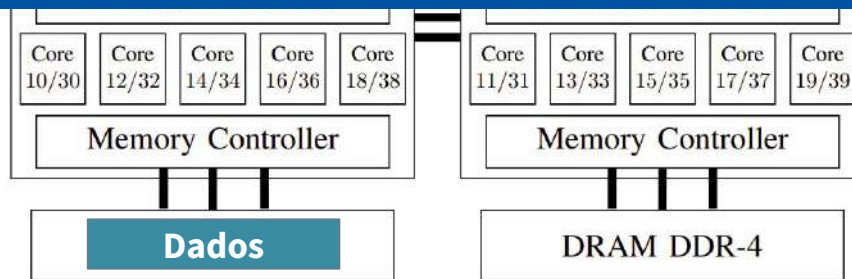 Core Core Core Core Core Core Core Core Core Core
10/30 12/32 14/34 16/36 18/38 11/31 13/33 15/35 17/37 19/39
Memory Controller Memory Controller
Dados DRAM DDR-4